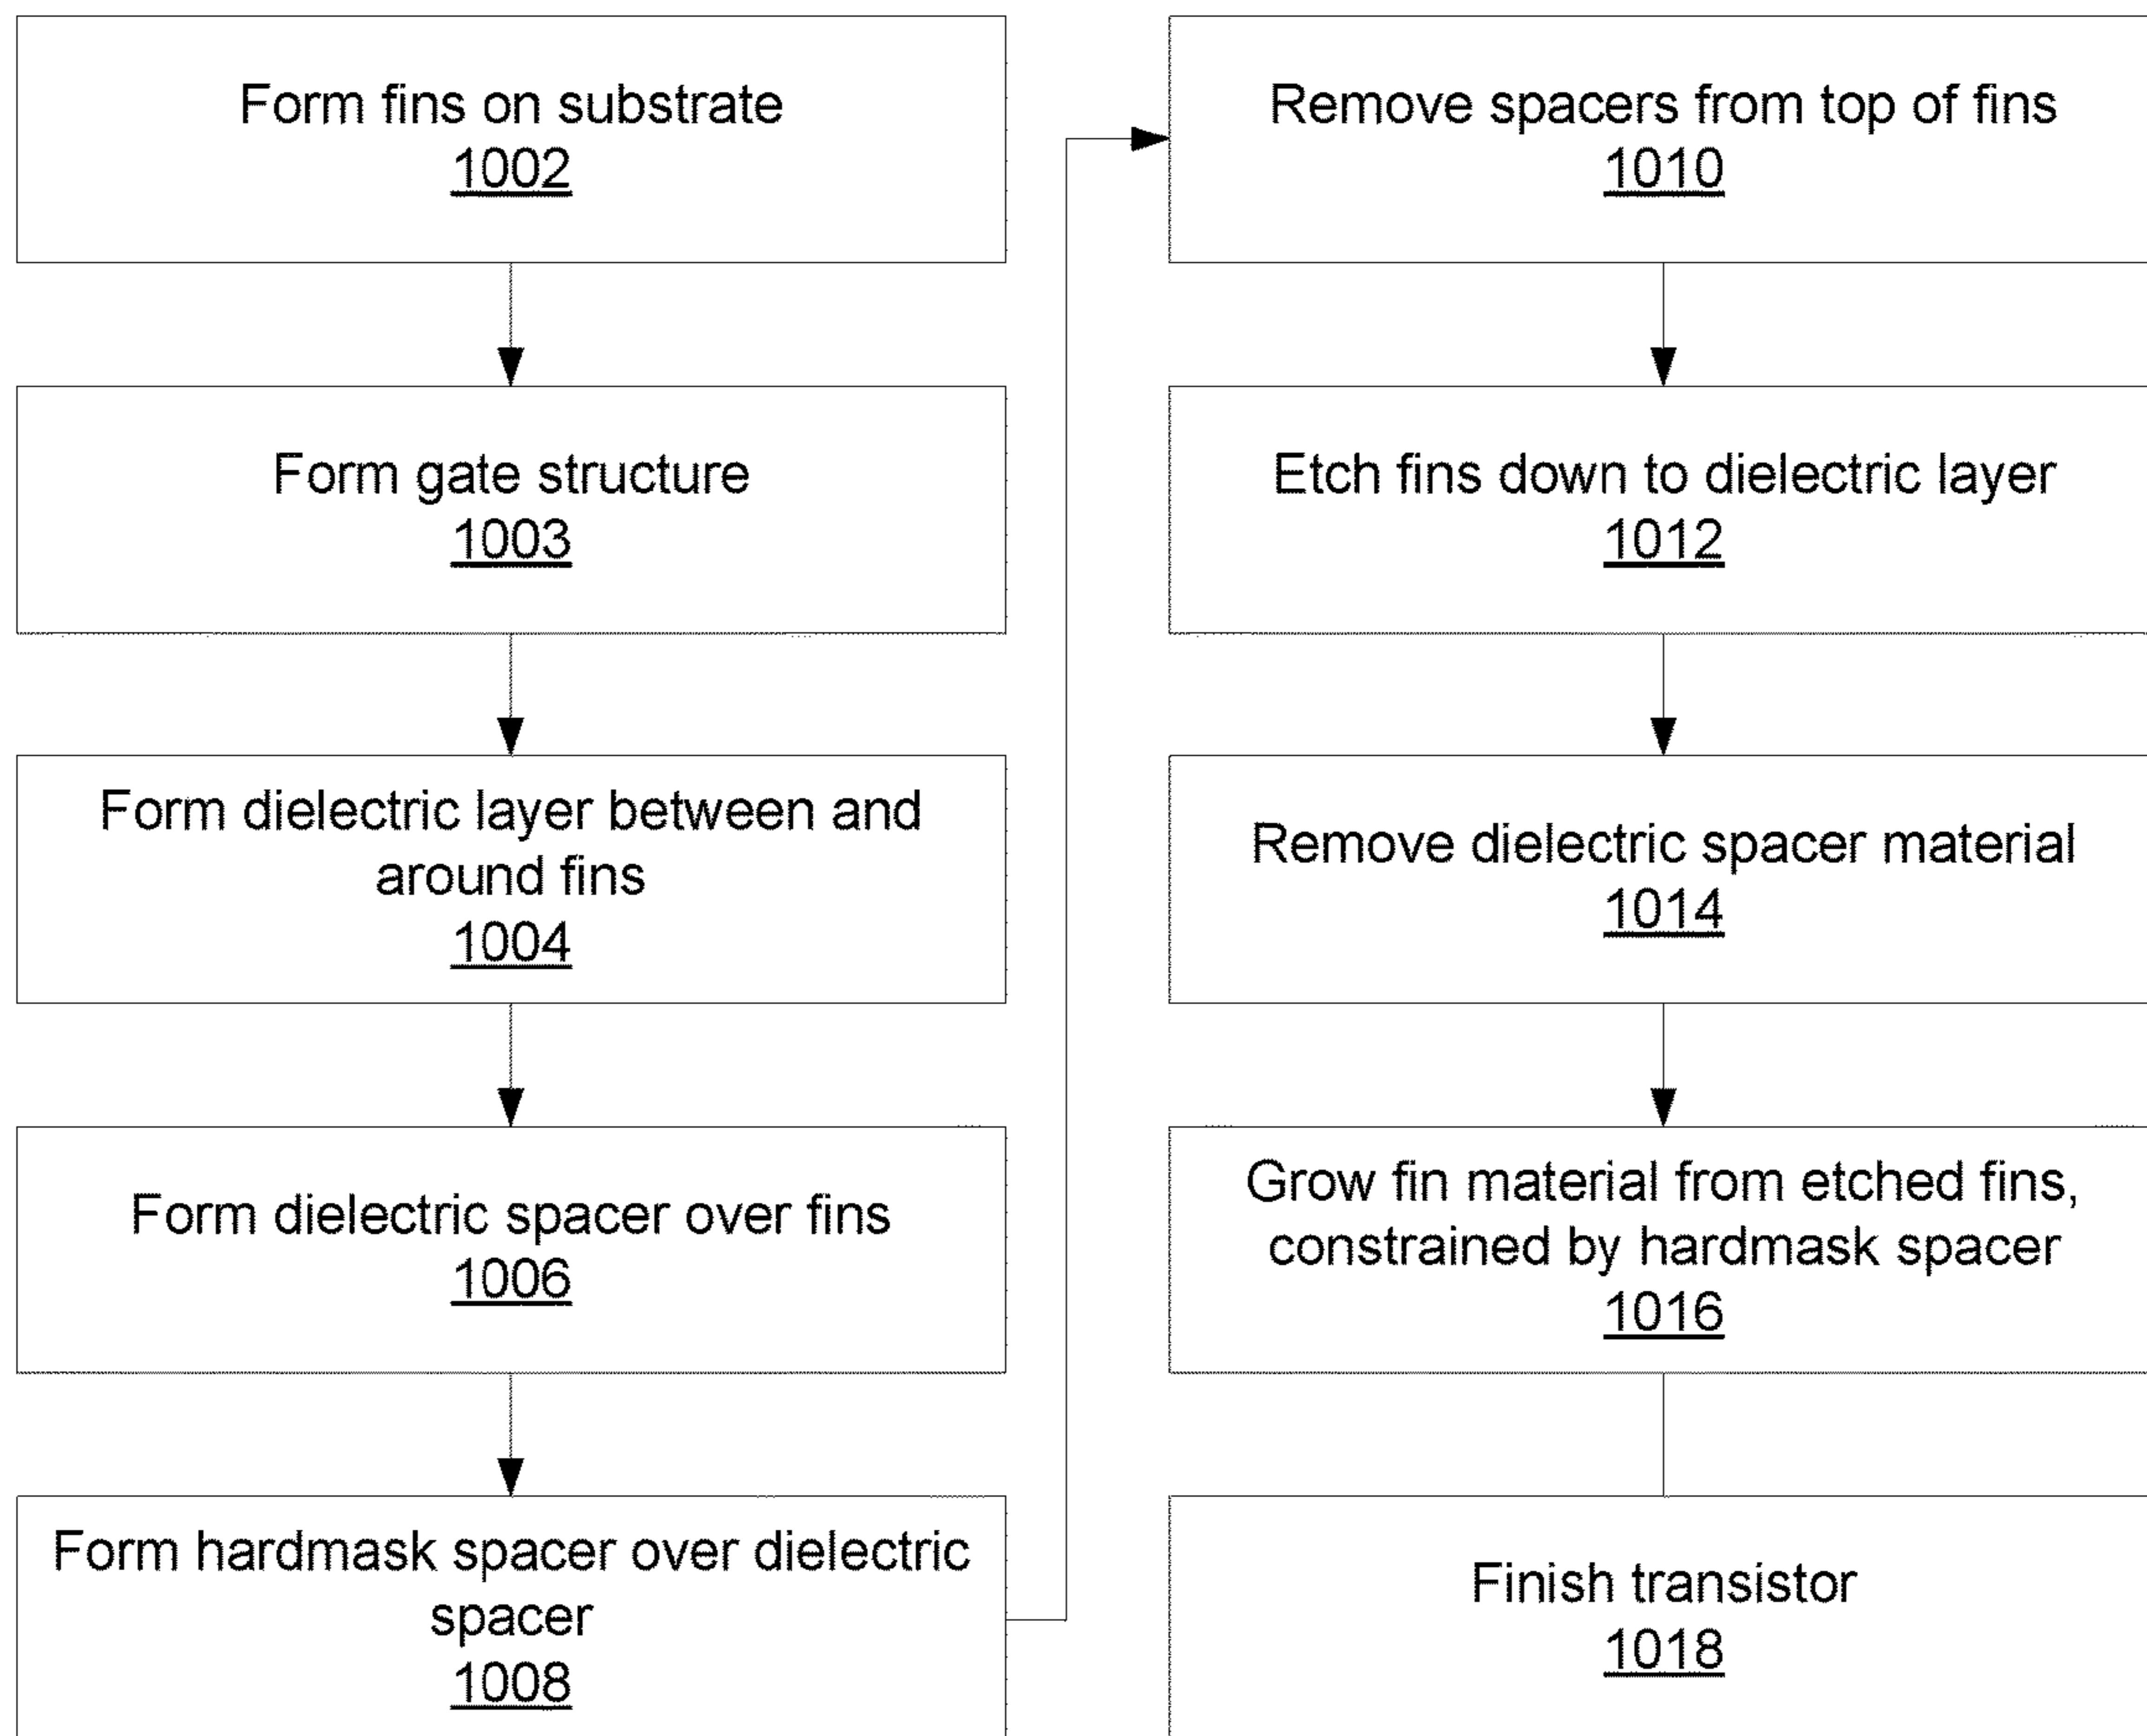 Form fins on substrate
1002
Form gate structure
1003
Form dielectric layer between and
around fins
1004
Form dielectric spacer over fins
1006
Form hardmask spacer over dielectric
spacer
1008
Remove spacers from top of fins
1010
Etch fins down to dielectric layer
1012
Remove dielectric spacer material
1014
Grow fin material from etched fins,
constrained by hardmask spacer
1016
Finish transistor
1018